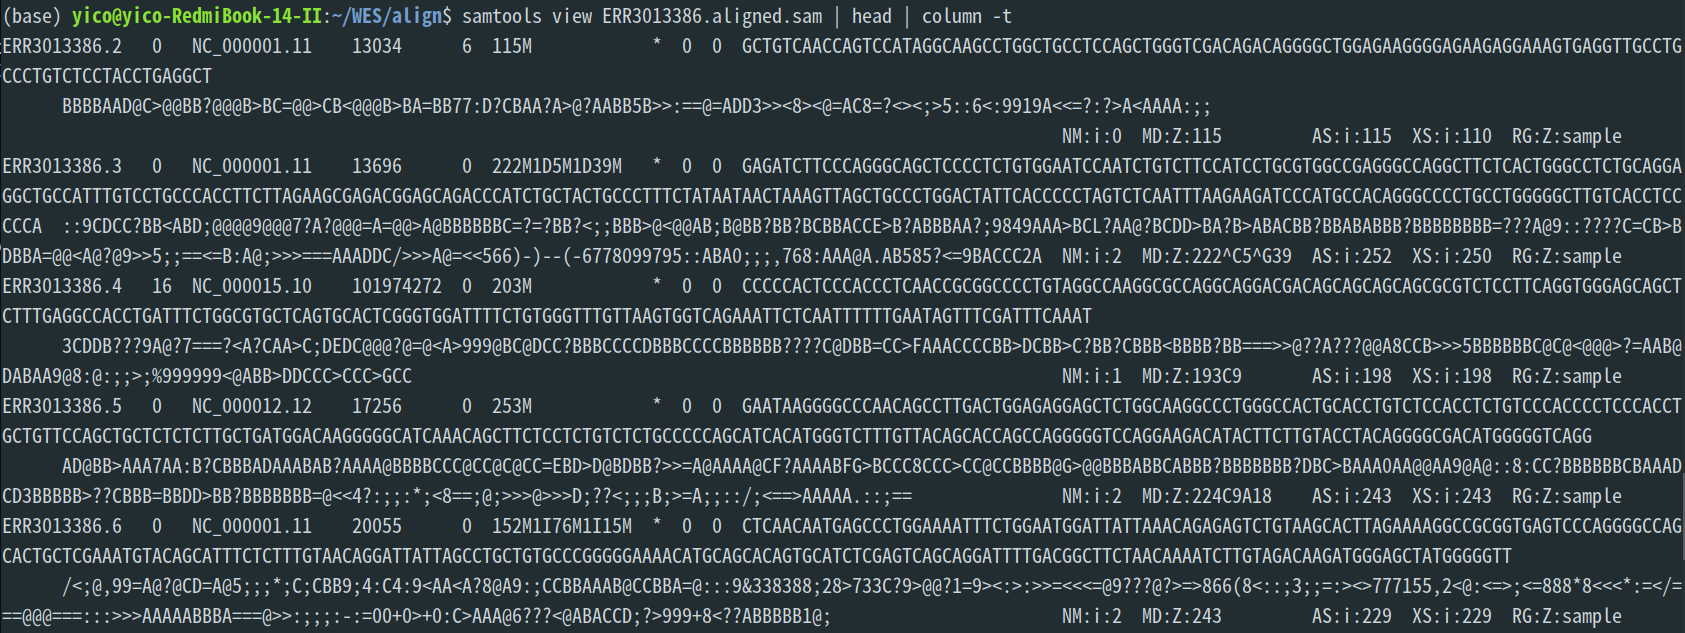 (base) yico@yico-RedmiBook-14-II:~/WES/align$ samtools view ERR3013386.aligned.sam | head | column -t
ERR3013386.2 0 NC_000001.11 13034 6 115M * 0 0 GCTGTCAACCAGTCCATAGGCAAGCCTGGCTGCCTCCAGCTGGGTCGACAGACAGGGGCTGGAGAAGGGGAGAAGAGGAAAGTGAGGTTGCCTG
CCCTGTCTCCTACCTGAGGCT
BBBBAAD@C>@@BB?@@@B>BC=@@>CB<@@@B>BA=BB77:D?CBAA?A>@?AABB5B>>:==@=ADD3>><8><@=AC8=?<><;>5::6<:9919A<<=?:?>A<AAAA:;;
NM:i:0 MD:Z:115 AS:i:115 XS:i:110 RG:Z:sample
ERR3013386.3 0 NC_000001.11 13696 0 222M1D5M1D39M * 0 0 GAGATCTTCCCAGGGCAGCTCCCCTCTGTGGAATCCAATCTGTCTTCCATCCTGCGTGGCCGAGGGCCAGGCTTCTCACTGGGCCTCTGCAGGA
GGCTGCCATTTGTCCTGCCCACCTTCTTAGAAGCGAGACGGAGCAGACCCATCTGCTACTGCCCTTTCTATAATAACTAAAGTTAGCTGCCCTGGACTATTCACCCCCTAGTCTCAATTTAAGAAGATCCCATGCCACAGGGCCCCTGCCTGGGGGCTTGTCACCTCC
CCCA ::9CDCC?BB<ABD;@@@@9@@@7?A?@@@=A=@@>A@BBBBBBC=?=?BB?<;;BBB>@<@@AB;B@BB?BB?BCBBACCE>B?ABBBAA?;9849AAA>BCL?AA@?BCDD>BA?B>ABACBB?BBABABBB?BBBBBBBB=???A@9::????C=CB>B
DBBA=@@<A@?@9>>5;;==<=B:A@;>>>===AAADDC/>>>A@=<<566)-)--(-6778099795::ABA0;;;,768:AAA@A.AB585?<=9BACCC2A NM:i:2 MD:Z:222^C5^G39 AS:i:252 XS:i:250 RG:Z:sample
ERR3013386.4 16 NC_000015.10 101974272 0 203M * 0 0 CCCCCACTCCCACCCTCAACCGCGGCCCCTGTAGGCCAAGGCGCCAGGCAGGACGACAGCAGCAGCAGCGCGTCTCCTTCAGGTGGGAGCAGCT
CTTTGAGGCCACCTGATTTCTGGCGTGCTCAGTGCACTCGGGTGGATTTTCTGTGGGTTTGTTAAGTGGTCAGAAATTCTCAATTTTTTGAATAGTTTCGATTTCAAAT
3CDDB???9A@?7===?<A?CAA>C;DEDC@@@?@=@<A>999@BC@DCC?BBBCCCCDBBBCCCCBBBBBB????C@DBB=CC>FAAACCCCBB>DCBB>C?BB?CBBB<BBBB?BB===>>@??A???@@A8CCB>>>5BBBBBBC@C@<@@@>?=AAB@
DABAA9@8:@:;;>;%999999<@ABB>DDCCC>CCC>GCC NM:i:1 MD:Z:193C9 AS:i:198 XS:i:198 RG:Z:sample
ERR3013386.5 0 NC_000012.12 17256 0 253M * 0 0 GAATAAGGGGCCCAACAGCCTTGACTGGAGAGGAGCTCTGGCAAGGCCCTGGGCCACTGCACCTGTCTCCACCTCTGTCCCACCCCTCCCACCT
GCTGTTCCAGCTGCTCTCTCTTGCTGATGGACAAGGGGGCATCAAACAGCTTCTCCTCTGTCTCTGCCCCCAGCATCACATGGGTCTTTGTTACAGCACCAGCCAGGGGGTCCAGGAAGACATACTTCTTGTACCTACAGGGGCGACATGGGGGTCAGG
AD@BB>AAA7AA:B?CBBBADAAABAB?AAAA@BBBBCCC@CC@C@CC=EBD>D@BDBB?>>=A@AAAA@CF?AAAABFG>BCCC8CCC>CC@CCBBBB@G>@@BBBABBCABBB?BBBBBBB?DBC>BAAA0AA@@AA9@A@::8:CC?BBBBBBCBAAAD
CD3BBBBB>??CBBB=BBDD>BB?BBBBBBB=@<<4?:;;:*;<8==;@;>>>@>>>D;??<;;;B;>=A;;::/;<==>AAAAA.::;== NM:i:2 MD:Z:224C9A18 AS:i:243 XS:i:243 RG:Z:sample
ERR3013386.6 0 NC_000001.11 20055 0 152M1I76M1I15M * 0 0 CTCAACAATGAGCCCTGGAAAATTTCTGGAATGGATTATTAAACAGAGAGTCTGTAAGCACTTAGAAAAGGCCGCGGTGAGTCCCAGGGGCCAG
CACTGCTCGAAATGTACAGCATTTCTCTTTGTAACAGGATTATTAGCCTGCTGTGCCCGGGGGAAAACATGCAGCACAGTGCATCTCGAGTCAGCAGGATTTTGACGGCTTCTAACAAAATCTTGTAGACAAGATGGGAGCTATGGGGGTT
/<;@,99=A@?@CD=A@5;;;*;C;CBB9;4:C4:9<AA<A?8@A9:;CCBBAAAB@CCBBA=@:::9&338388;28>733C?9>@@?1=9><:>:>>=<<<=@9???@?>=>866(8<::;3;;=:><>777155,2<@:<=>;<=888*8<<<*:=</=
==@@@===:::>>>AAAAABBBA===@>>:;;;:-:=00+0>+0:C>AAA@6???<@ABACCD;?>999+8<??ABBBBB1@; NM:i:2 MD:Z:243 AS:i:229 XS:i:229 RG:Z:sample